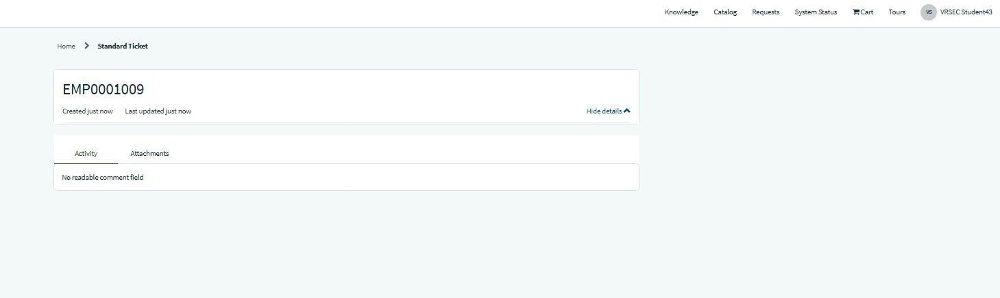 Knowledge Catalog Requests System Status Cart Tours VS VRSEC Student43
Home Standard Ticket
EMP0001009
Created just now Last updated just now Hide details
Activity Attachments
No readable comment field